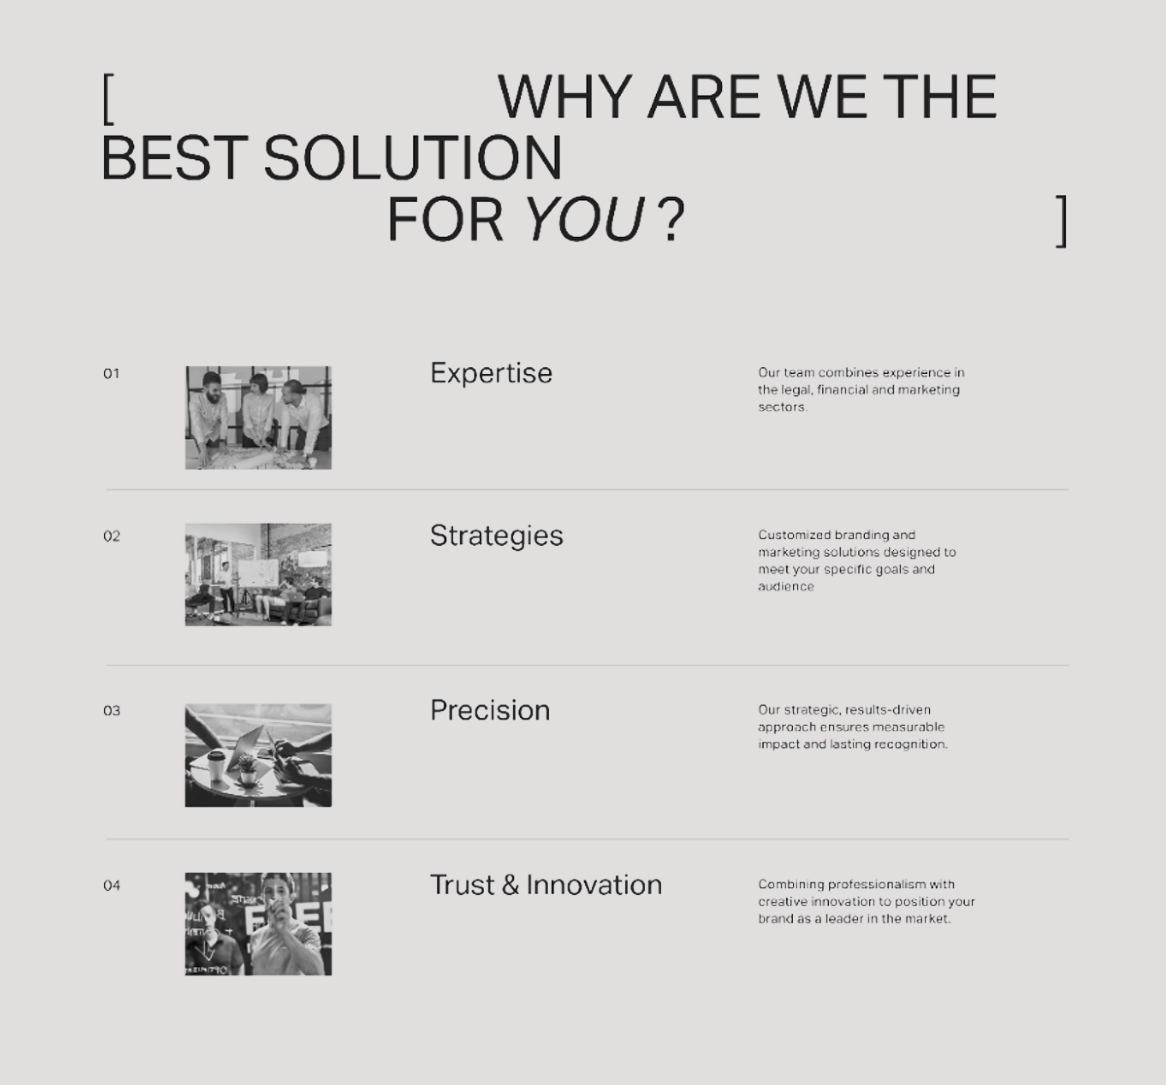 [ WHY ARE WE THE
BEST SOLUTION
FOR YOU ? ]
01
Expertise
Our team combines experience in
the legal, financial and marketing
sectors.
02
Strategies
Customized branding and
marketing solutions designed to
meet your specific goals and
audience
03
Precision
Our strategic, results-driven
approach ensures measurable
impact and lasting recognition.
04
Trust & Innovation
Combining professionalism with
creative innovation to position your
brand as a leader in the market.